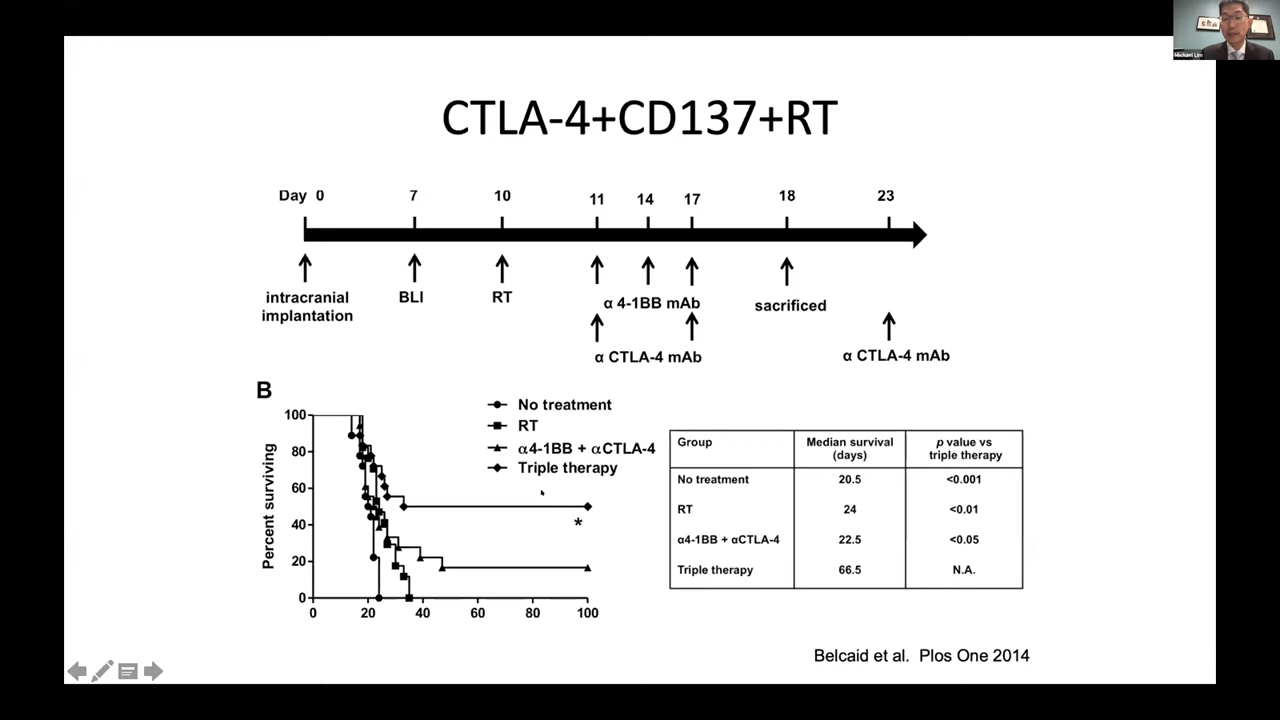 Michael Lim
CTLA-4+CD137+RT
Day 0 7 10 11 14 17 18 23
intracranial
implantation
BLI
RT
α 4-1BB mAb
sacrificed
α CTLA-4 mAb
α CTLA-4 mAb
B
No treatment
RT
α4-1BB + αCTLA-4
Triple therapy
Percent surviving
100
80
60
40
20
0
*
0 20 40 60 80 100
Group Median survival (days) p value vs triple therapy
No treatment 20.5 <0.001
RT 24 <0.01
α4-1BB + αCTLA-4 22.5 <0.05
Triple therapy 66.5 N.A.
Belcaid et al. Plos One 2014